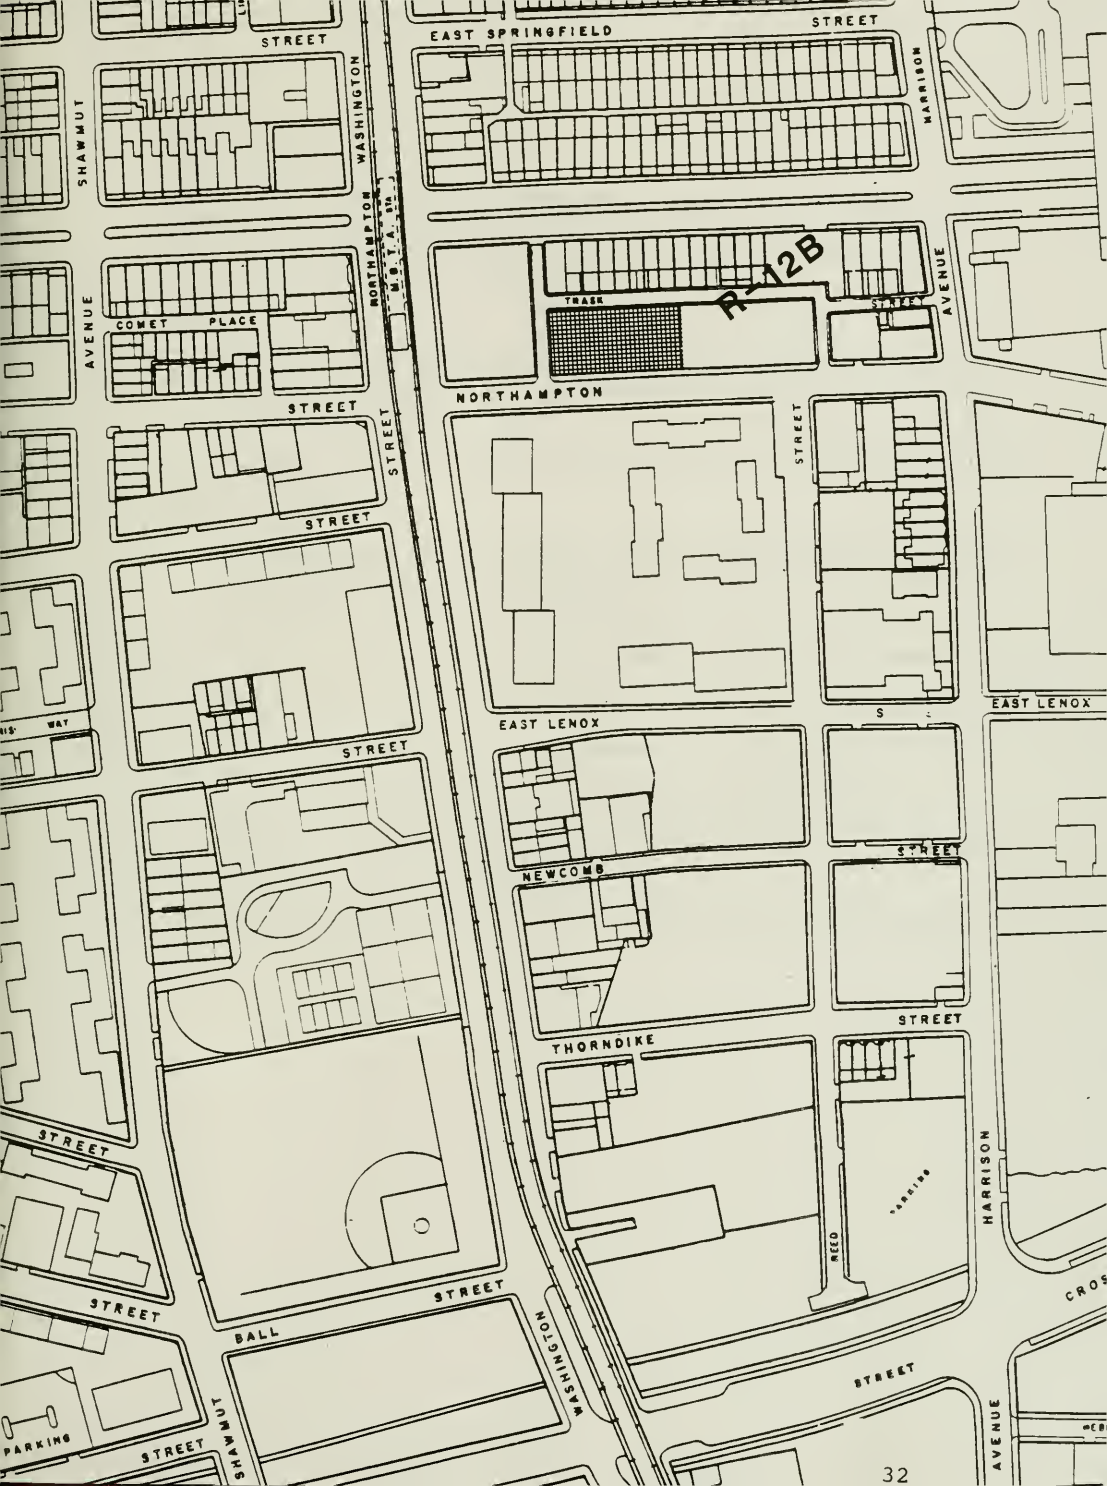 EAST SPRINGFIELD STREET
STREET
SHAWMUT
WASHINGTON
HARRISON
NORTHAMPTON
M.B.T.A. STA
AVENUE
COMET PLACE
TRASK STREET
R-12B
AVENUE
NORTHAMPTON
STREET
STREET
STREET
STREET
EAST LENOX
EAST LENOX
S
WAY
STREET
NEWCOMB
STREET
THORNDIKE
STREET
STREET
HARRISON
PARKING
REED
STREET
BALL
STREET
WASHINGTON
STREET
SHAWMUT
PARKING
STREET
AVENUE
32